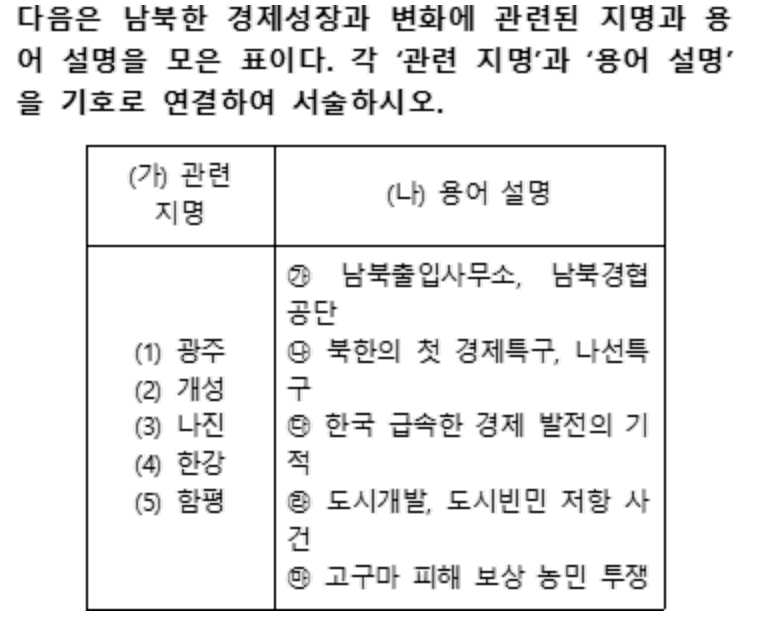 다음은 남북한 경제성장과 변화에 관련된 지명과 용
어 설명을 모은 표이다. 각 ‘관련 지명’과 ‘용어 설명’
을 기호로 연결하여 서술하시오.
(가) 관련
지명
(나) 용어 설명
(1) 광주
(2) 개성
(3) 나진
(4) 한강
(5) 함평
㉮ 남북출입사무소, 남북경협
공단
㉯ 북한의 첫 경제특구, 나선특
구
㉰ 한국 급속한 경제 발전의 기
적
㉱ 도시개발, 도시빈민 저항 사
건
㉲ 고구마 피해 보상 농민 투쟁